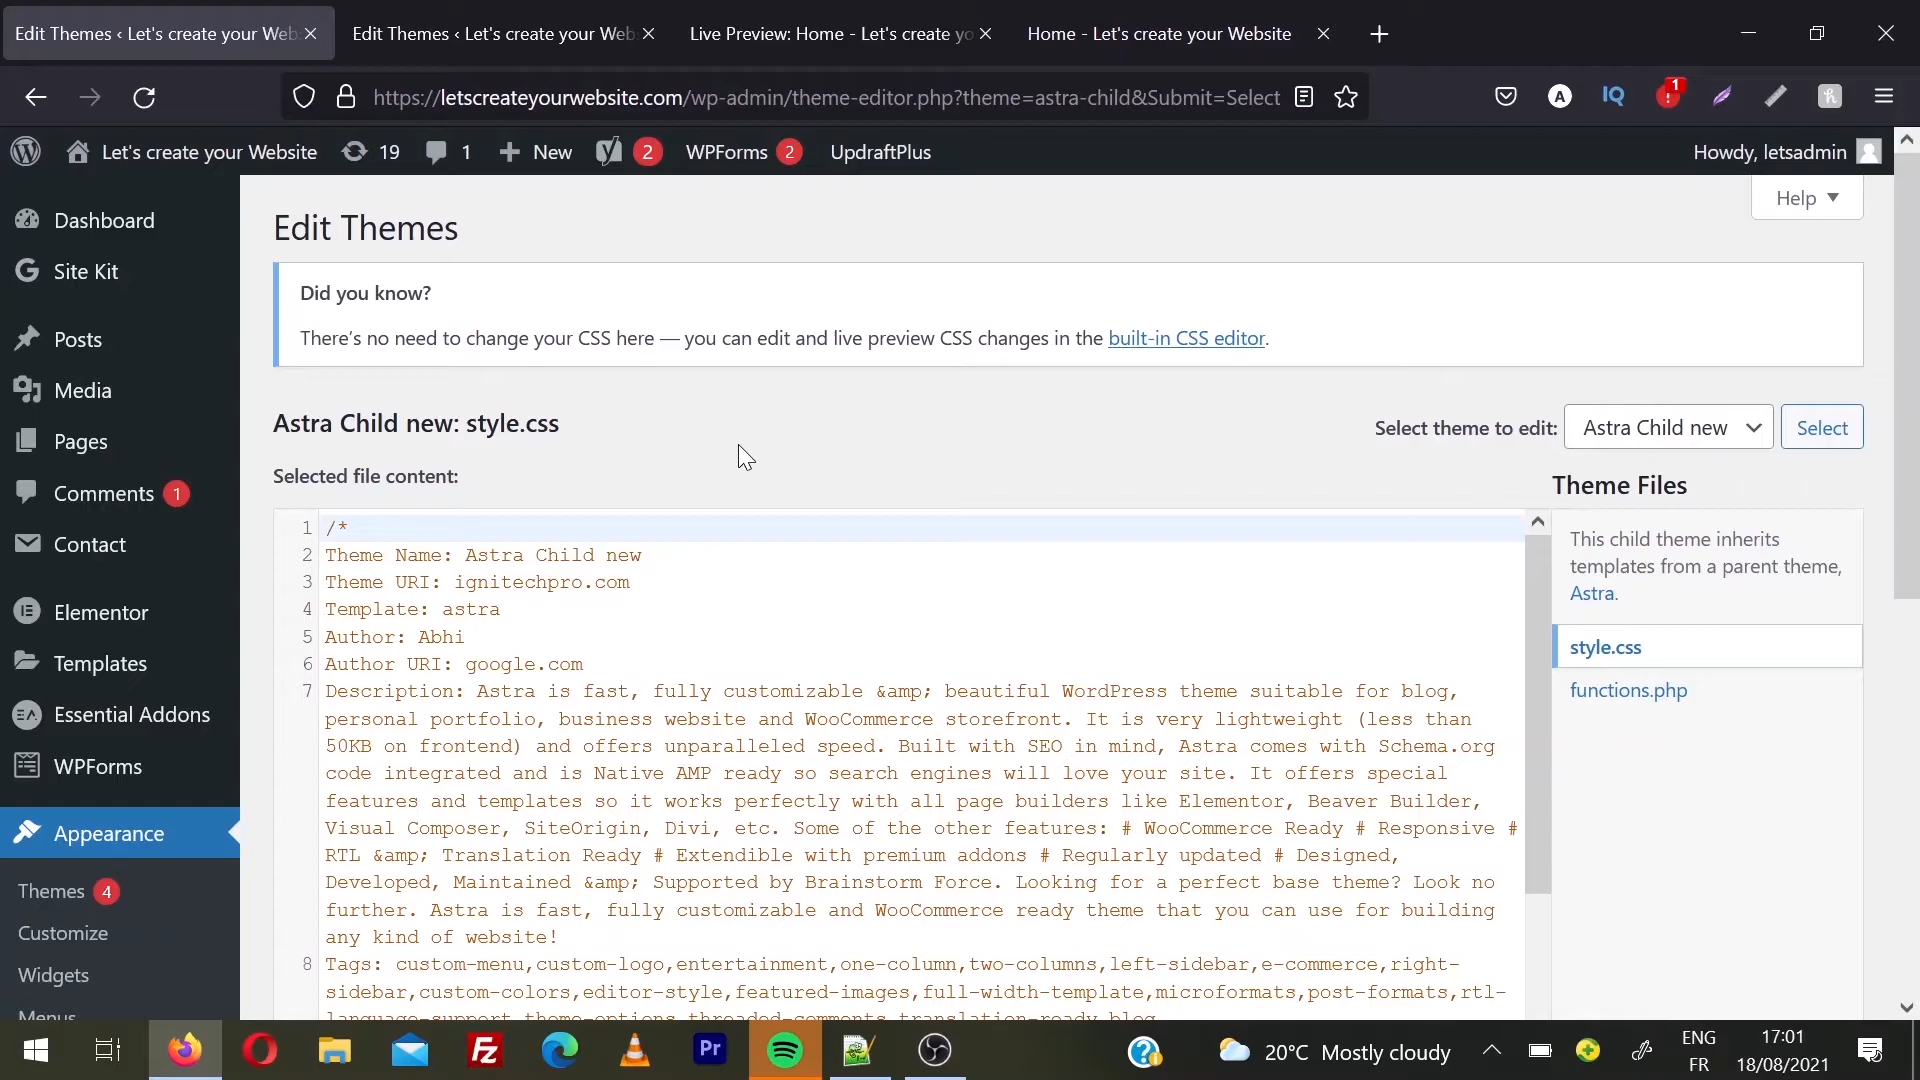 Edit Themes ‹ Let's create your Web
Edit Themes ‹ Let's create your Web
Live Preview: Home - Let's create yo
Home - Let's create your Website
https://letscreateyourwebsite.com/wp-admin/theme-editor.php?theme=astra-child&Submit=Select
A
IQ
1
Let's create your Website
19
1
New
2
WPForms 2
UpdraftPlus
Howdy, letsadmin
Help
Dashboard
Site Kit
Posts
Media
Pages
Comments 1
Contact
Elementor
Templates
Essential Addons
WPForms
Appearance
Themes 4
Customize
Widgets
Menus
Edit Themes
Did you know?
There's no need to change your CSS here — you can edit and live preview CSS changes in the built-in CSS editor.
Astra Child new: style.css
Select theme to edit: Astra Child new Select
Selected file content:
1 /*
2 Theme Name: Astra Child new
3 Theme URI: ignitechpro.com
4 Template: astra
5 Author: Abhi
6 Author URI: google.com
7 Description: Astra is fast, fully customizable &amp; beautiful WordPress theme suitable for blog,
personal portfolio, business website and WooCommerce storefront. It is very lightweight (less than
50KB on frontend) and offers unparalleled speed. Built with SEO in mind, Astra comes with Schema.org
code integrated and is Native AMP ready so search engines will love your site. It offers special
features and templates so it works perfectly with all page builders like Elementor, Beaver Builder,
Visual Composer, SiteOrigin, Divi, etc. Some of the other features: # WooCommerce Ready # Responsive #
RTL &amp; Translation Ready # Extendible with premium addons # Regularly updated # Designed,
Developed, Maintained &amp; Supported by Brainstorm Force. Looking for a perfect base theme? Look no
further. Astra is fast, fully customizable and WooCommerce ready theme that you can use for building
any kind of website!
8 Tags: custom-menu,custom-logo,entertainment,one-column,two-columns,left-sidebar,e-commerce,right-
sidebar,custom-colors,editor-style,featured-images,full-width-template,microformats,post-formats,rtl-
language-support,theme-options,threaded-comments,translation-ready,blog
Theme Files
This child theme inherits
templates from a parent theme,
Astra.
style.css
functions.php
Pr
20°C Mostly cloudy
ENG
FR
17:01
18/08/2021